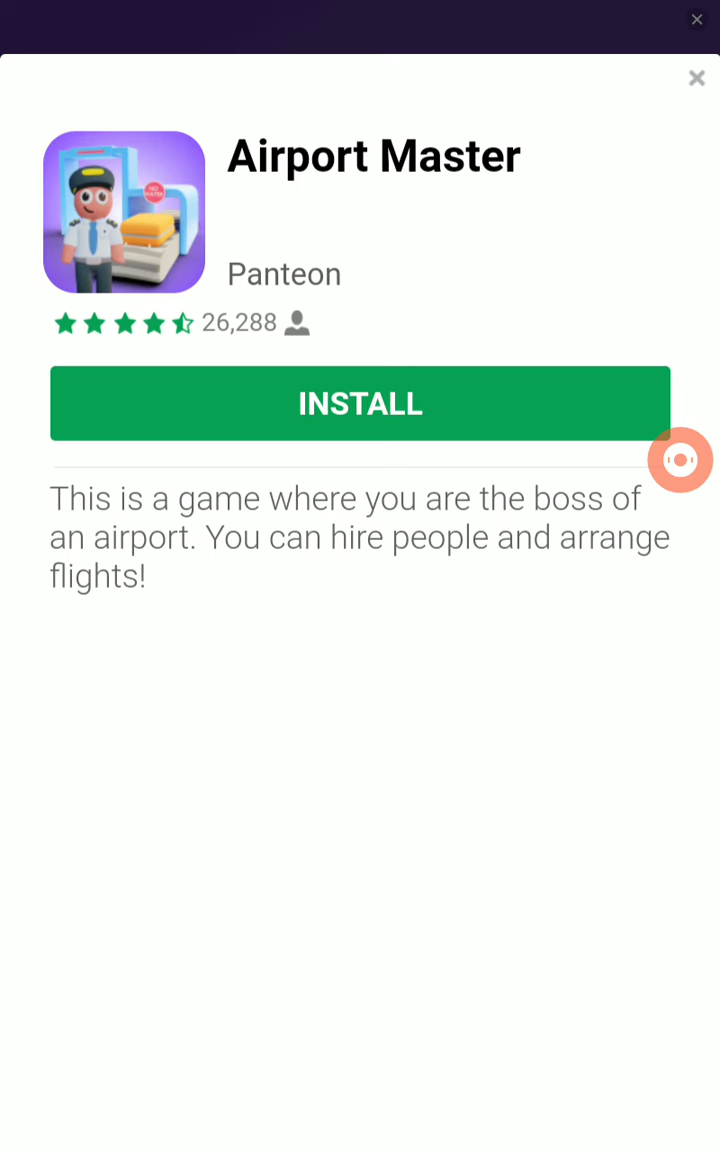 Airport Master
Panteon
26,288
INSTALL
This is a game where you are the boss of
an airport. You can hire people and arrange
flights!